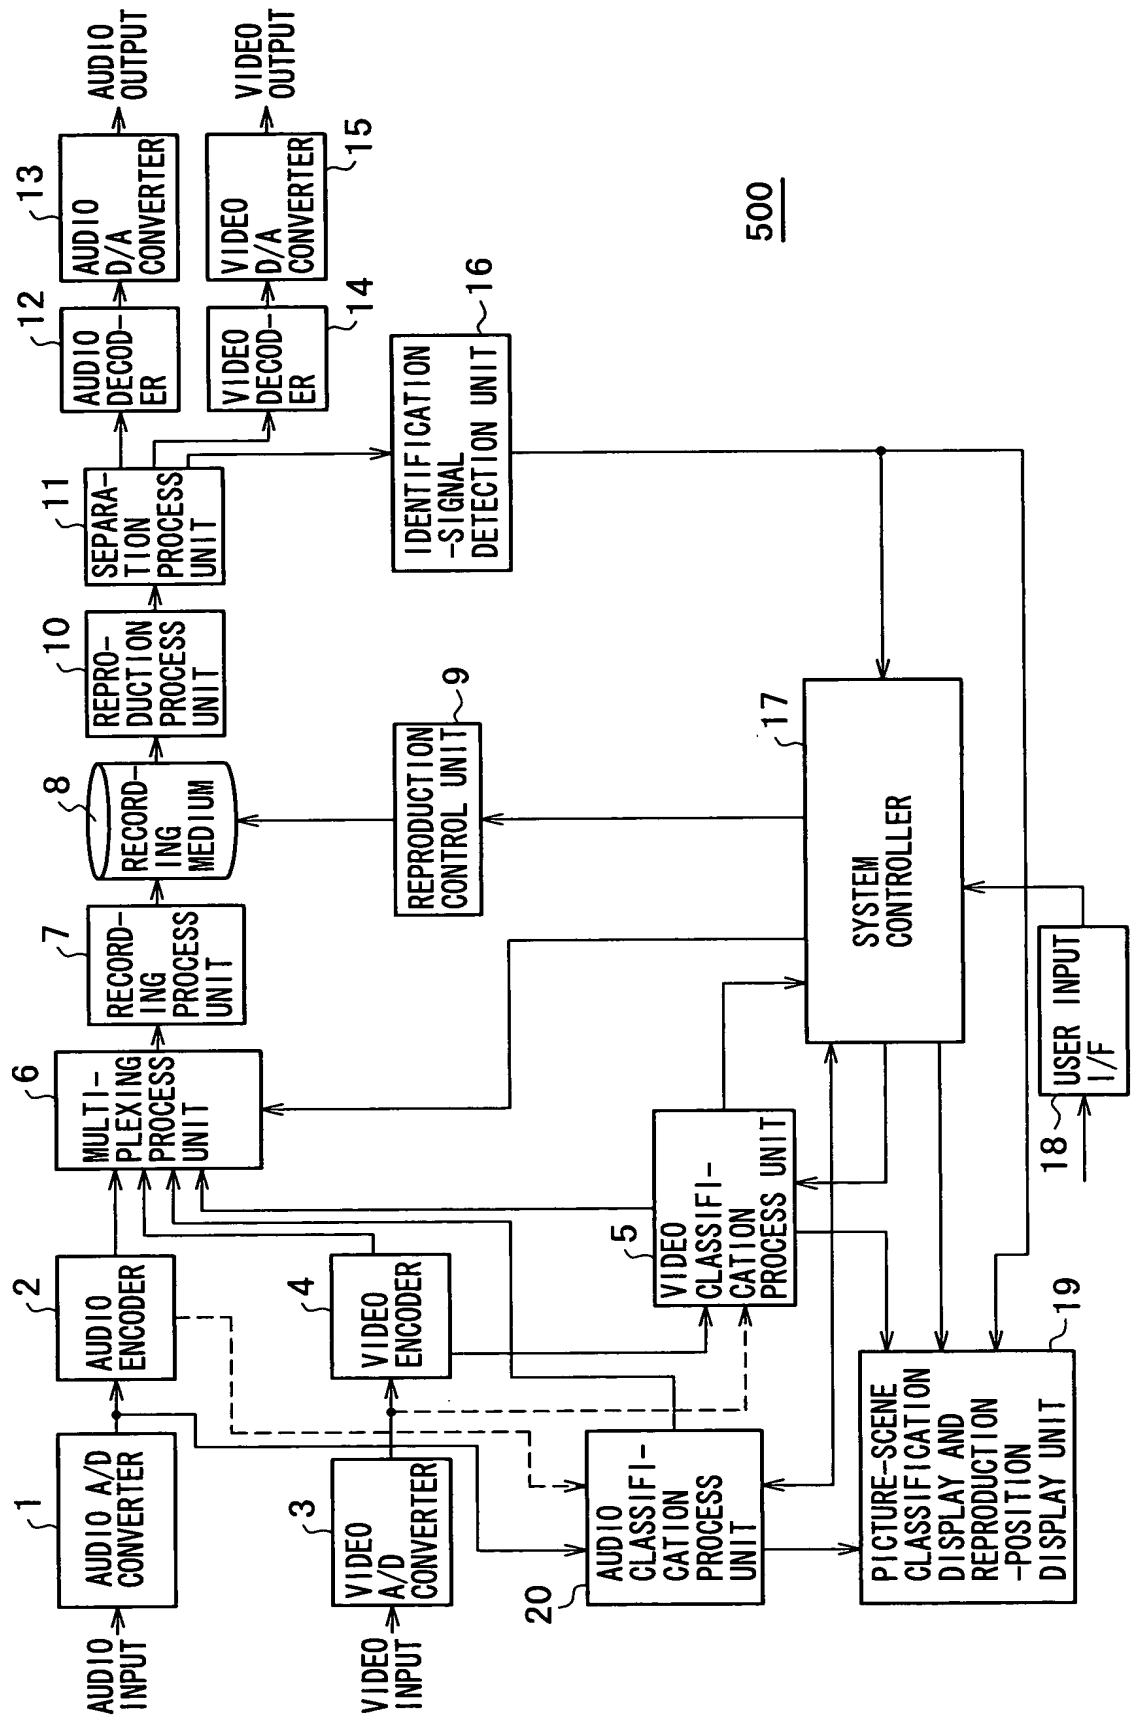 AUDIO
INPUT
1
AUDIO A/D
CONVERTER
2
AUDIO
ENCODER
6
MULTI-
PLEXING
PROCESS
UNIT
7
RECORD-
ING
PROCESS
UNIT
8
RECORD-
ING
MEDIUM
10
REPRO-
DUCTION
PROCESS
UNIT
11
SEPARA-
TION
PROCESS
UNIT
12
AUDIO
DECOD-
ER
13
AUDIO
D/A
CONVERTER
AUDIO
OUTPUT
14
VIDEO
DECOD-
ER
15
VIDEO
D/A
CONVERTER
VIDEO
OUTPUT
VIDEO
INPUT
3
VIDEO
A/D
CONVERTER
4
VIDEO
ENCODER
9
REPRODUCTION
CONTROL UNIT
16
IDENTIFICATION
-SIGNAL
DETECTION UNIT
20
AUDIO
CLASSIFI-
CATION
PROCESS
UNIT
5
VIDEO
CLASSIFI-
CATION
PROCESS UNIT
17
SYSTEM
CONTROLLER
500
19
PICTURE-SCENE
CLASSIFICATION
DISPLAY AND
REPRODUCTION
-POSITION
DISPLAY UNIT
18
USER INPUT
I/F